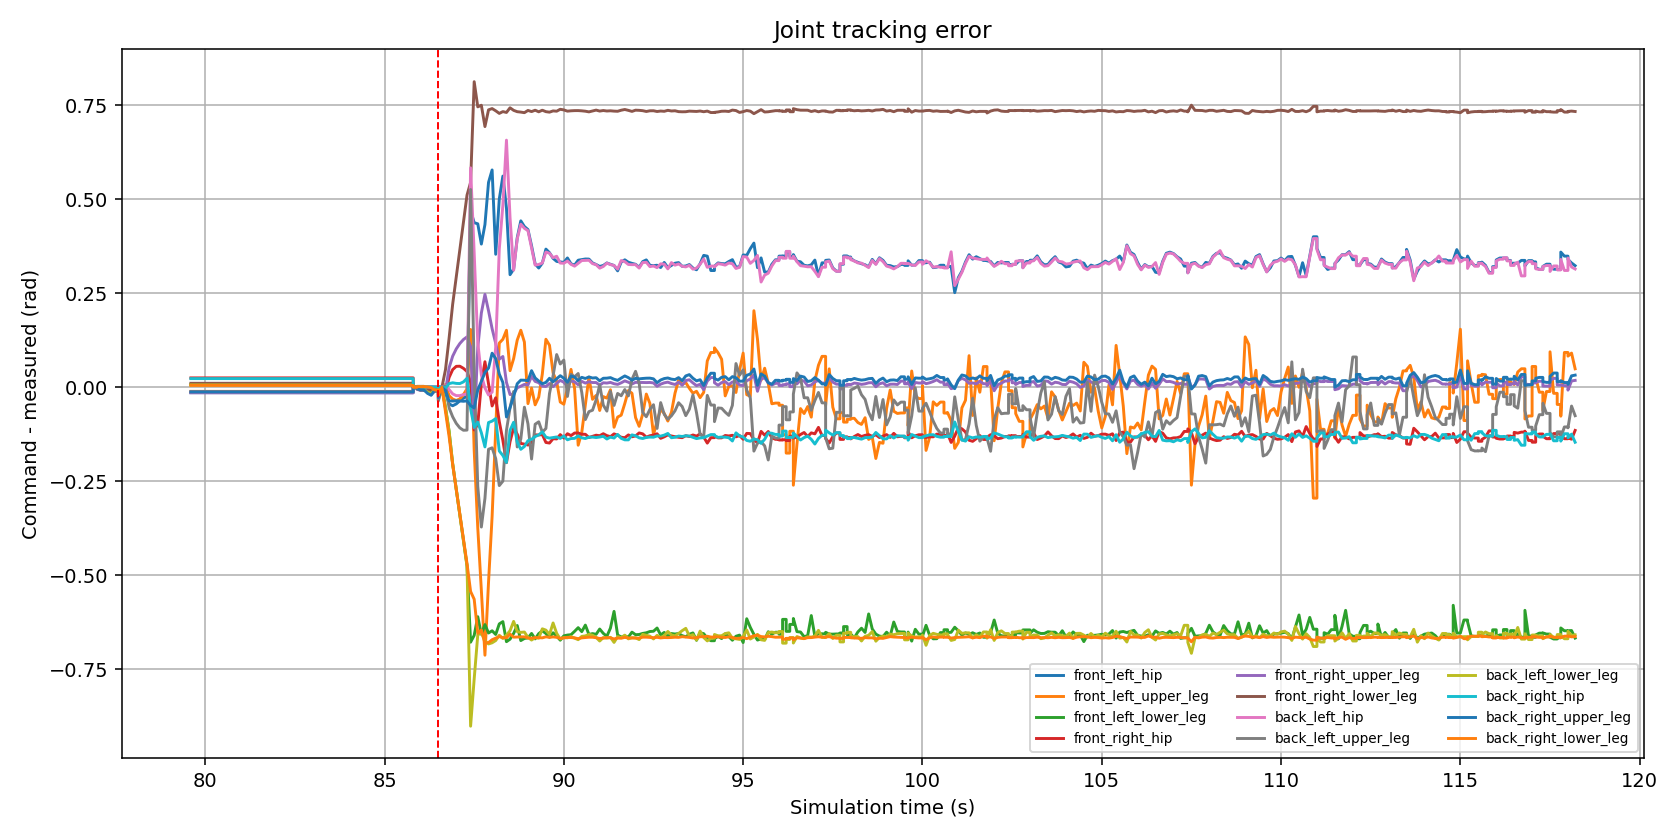 Joint tracking error
Command - measured (rad)
0.75
0.50
0.25
0.00
−0.25
−0.50
−0.75
front_left_hip
front_left_upper_leg
front_left_lower_leg
front_right_hip
front_right_upper_leg
front_right_lower_leg
back_left_hip
back_left_upper_leg
back_left_lower_leg
back_right_hip
back_right_upper_leg
back_right_lower_leg
80 85 90 95 100 105 110 115 120
Simulation time (s)